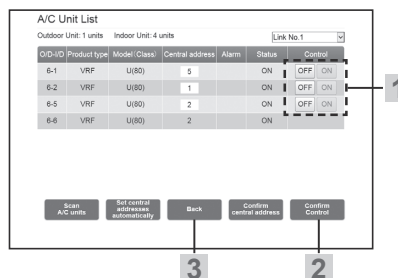 A/C Unit List
Outdoor Unit: 1 units Indoor Unit: 4 units Link No.1
O/D-I/D Product type Model(Class) Central address Alarm Status Control
6-1 VRF U(80) 5 ON OFF ON
6-2 VRF U(80) 1 ON OFF ON
6-5 VRF U(80) 2 ON OFF ON
6-6 VRF U(80) 2 ON
1
Scan
A/C units
Set central
addresses
automatically
Back
Confirm
central address
Confirm
Control
3 2